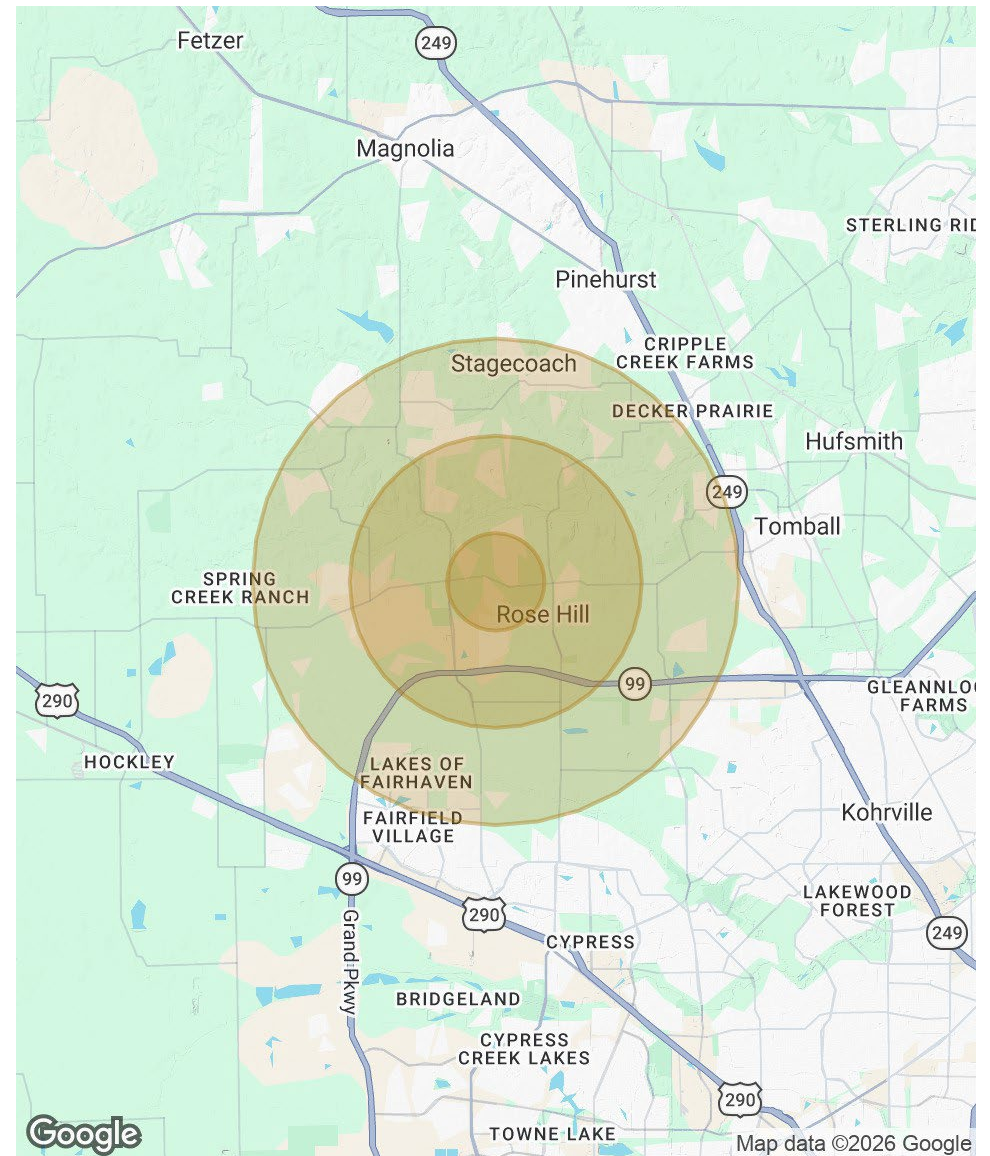 Fetzer
249
Magnolia
STERLING RID
Pinehurst
CRIPPLE
CREEK FARMS
Stagecoach
DECKER PRAIRIE
Hufsmith
249
Tomball
SPRING
CREEK RANCH
Rose Hill
99
290
GLEANNLOC
FARMS
HOCKLEY
LAKES OF
FAIRHAVEN
FAIRFIELD
VILLAGE
Kohrville
99
LAKEWOOD
FOREST
290
249
CYPRESS
Grand Pkwy
BRIDGELAND
CYPRESS
CREEK LAKES
290
TOWNE LAKE
Google
Map data ©2026 Google